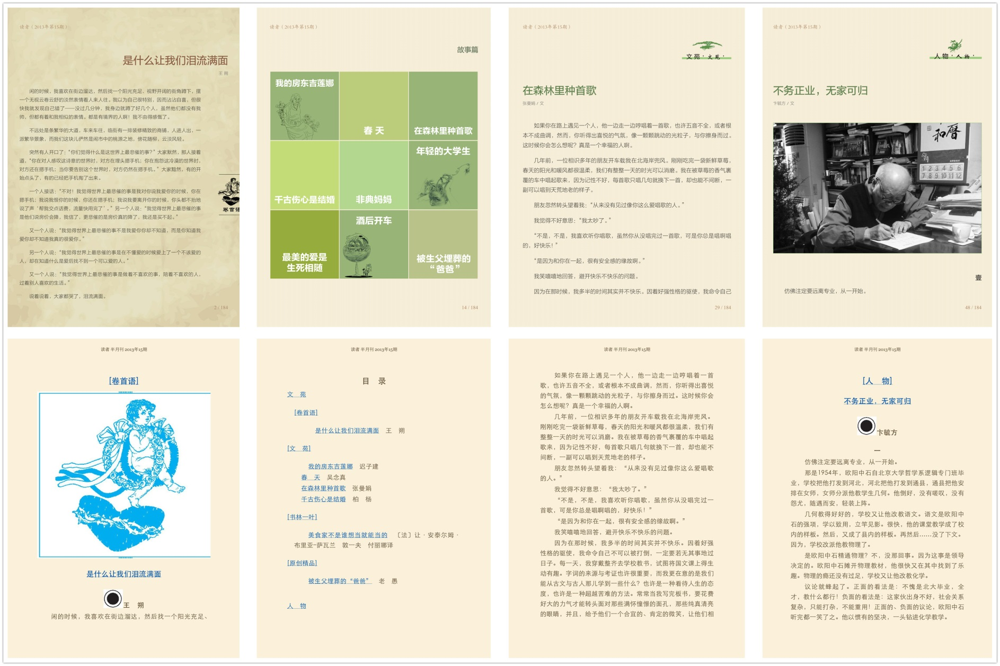 读者（2013年第15期）
是什么让我们泪流满面
王 朔
闲的时候，我喜欢在街边溜达，然后找一个阳光充足、视野开阔的街角蹲下，摆
一个无视云卷云舒的淡然表情看人来人往。我以为自己很特别，因而沾沾自喜，但很
快我就发现自己错了——没过几分钟，我身边就蹲了好几个人，虽然他们都没有我
帅，但都有着和我相似的表情。都是有境界的人啊！我不由得感慨了。
不远处是条繁华的大道，车来车往，临街有一排装修精致的商铺，人进人出，一
派繁华景象，而我们这块儿俨然是闹市中的桃源之地，傍花随柳，云淡风轻。
突然有人开口了：“你们觉得什么是这世界上最悲催的事？”大家默然，那人接着
道，“你在对人感叹这诗意的世界时，对方在埋头摁手机；你在抱怨这冷漠的世界时，
对方还在摁手机；当你要告别这个世界时，对方仍然在摁手机。”大家黯然，有的开
始点头了，有的已经把手机掏了出来。
一个人接话：“不对！我觉得世界上最悲催的事是我对你说我爱你的时候，你在
摁手机；我说我恨你的时候，你还在摁手机；我说我要离开你的时候，你头都不抬地
说了声‘帮我交点话费，流量快用完了’。”另一个人说：“我觉得世界上最悲催的事
是他们说房价会降，我信了，更悲催的是房价真的降了，我还是买不起。”
又一个人说：“我觉得世界上最悲催的事不是我爱你你却不知道，而是你知道我
爱你却不知道我真的很爱你。”
另一个人说：“我觉得世界上最悲催的事是在不懂爱的时候爱上了一个不该爱的
人，却在知道什么是爱后找不到一个可以爱的人。”
又一个人说：“我觉得世界上最悲催的事是做着不喜欢的事，陪着不喜欢的人，
过着别人喜欢的生活。”
说着说着，大家都哭了，泪流满面。
卷首语
2 / 184
读者（2013年第15期）
故事篇
我的房东吉莲娜
春 天
在森林里种首歌
千古伤心是结婚
非典妈妈
年轻的大学生
最美的爱是
生死相随
酒后开车
被生父埋葬的
“爸爸”
14 / 184
读者（2013年第15期）
文苑·文苑·
在森林里种首歌
张曼娟 / 文
如果你在路上遇见一个人，他一边走一边哼唱着一首歌，也许五音不全，或者根
本不成曲调，然而，你听得出喜悦的气氛，像一颗颗跳动的光粒子，与你擦身而过。
这时候你会怎么想呢？真是一个幸福的人啊。
几年前，一位相识多年的朋友开车载我在北海岸兜风。刚刚吃完一袋新鲜草莓，
春天的阳光和暖风都很温柔，我们有整整一天的时光可以消磨。我在被草莓的香气裹
覆的车中唱起歌来，因为记性不好，每首歌只唱几句就换下一首，却也能不间断，一
副可以唱到天荒地老的样子。
朋友忽然转头望着我：“从来没有见过像你这么爱唱歌的人。”
我觉得不好意思：“我太吵了。”
“不是，不是，我喜欢听你唱歌，虽然你从没唱完过一首歌，可是你总是唱啊唱
的，好快乐！”
“是因为和你在一起，很有安全感的缘故啊。”
我笑嘻嘻地回答，避开快乐不快乐的问题。
因为在那时候，我多半的时间其实并不快乐。因着好强性格的驱使，我命令自己
29 / 184
读者（2013年第15期）
人物·人物·
不务正业，无家可归
卞毓方 / 文
和曆
1 2 3 4 5 6
7 8 9 10 11 12
壹
仿佛注定要远离专业，从一开始。
48 / 184
读者 半月刊 2013年15期
[卷首语]
是什么让我们泪流满面
王 朔
闲的时候，我喜欢在街边溜达，然后找一个阳光充足、
读者 半月刊 2013年15期
目 录
文 苑
[卷首语]
是什么让我们泪流满面 王 朔
[文 苑]
我的房东吉莲娜 迟子建
春 天 吴念真
在森林里种首歌 张曼娟
千古伤心是结婚 柏 杨
[书林一叶]
美食家不是谁想当就能当的 〔法〕让·安泰尔姆·
布里亚-萨瓦兰 敦一夫 付丽娜译
[原创精品]
被生父埋葬的“爸爸” 老 愚
人 物
读者 半月刊 2013年15期
如果你在路上遇见一个人，他一边走一边哼唱着一首
歌，也许五音不全，或者根本不成曲调，然而，你听得出喜悦
的气氛，像一颗颗跳动的光粒子，与你擦身而过。这时候你会
怎么想呢？真是一个幸福的人啊。
几年前，一位相识多年的朋友开车载我在北海岸兜风。
刚刚吃完一袋新鲜草莓，春天的阳光和暖风都很温柔，我们有
整整一天的时光可以消磨。我在被草莓的香气裹覆的车中唱起
歌来，因为记性不好，每首歌只唱几句就换下一首，却也能不
间断，一副可以唱到天荒地老的样子。
朋友忽然转头望着我：“从来没有见过像你这么爱唱歌
的人。”
我觉得不好意思：“我太吵了。”
“不是，不是，我喜欢听你唱歌，虽然你从没唱完过一
首歌，可是你总是唱啊唱的，好快乐！”
“是因为和你在一起，很有安全感的缘故啊。”
我笑嘻嘻地回答，避开快乐不快乐的问题。
因为在那时候，我多半的时间其实并不快乐。因着好强
性格的驱使，我命令自己不可以被打倒，一定要若无其事地过
日子。每一天，我穿戴整齐去学校教书，试图将国文课上得生
动有趣。字词的来源与考证也许很重要，而我更在意的是我们
能从古文与古人那儿学到一些什么？也许是一种看待人生的态
度，也许是一种超越苦难的方法。常常当我写完板书，要花费
好大的力气才能转头面对那些满怀憧憬的面孔，那些纯真清亮
的眼睛，并且，给予他们一个合宜的、肯定的微笑，让他们相
读者 半月刊 2013年15期
[人 物]
不务正业，无家可归
卞毓方
一
仿佛注定要远离专业，从一开始。
那是1954年，欧阳中石自北京大学哲学系逻辑专门班毕
业，学校把他打发到河北，河北把他打发到通县，通县把他安
排在女师，女师分派他教学生几何。他倒好，没有嗟叹，没有
怨尤，随遇而安，轻装上阵。
几何教得好好的，学校又让他改教语文。语文是欧阳中
石的强项，学以致用，立竿见影。很快，他的课堂教学成了校
内的样板。然后，又成了县内的样板。再然后……没了下文。
因为，学校改派他教物理了。
是欧阳中石精通物理？不，没那回事。因为这事是领导
决定的。欧阳中石摊开物理教材，他很快又在其中找到了乐
趣。物理的瘾还没有过足，学校又让他改教化学。
议论就蜂起了。正面的看法是：不愧是北大毕业，全
才，教什么都行！负面的看法是：这家伙出身不好，社会关系
复杂，只能打杂，不能重用！正面的、负面的议论，欧阳中石
听完都一笑了之。他以惯有的坚决，一头钻进化学教学。